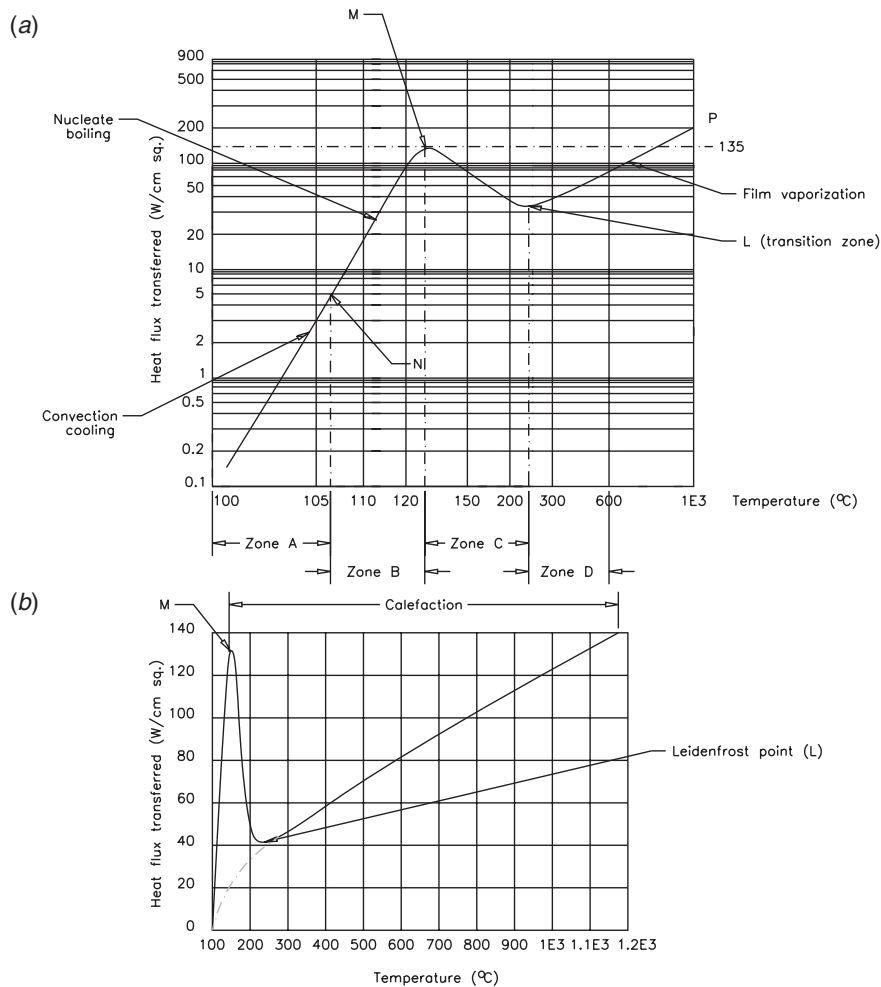 (a)
M
900
500
200
100
50
20
10
5
2
1
0.5
0.2
0.1
Heat flux transferred (W/cm sq.)
Nucleate
boiling
Convection
cooling
N
P
135
Film vaporization
L (transition zone)
100 105 110 120 150 200 300 600 1E3
Temperature (°C)
Zone A
Zone B
Zone C
Zone D
(b)
M
Calefaction
140
120
100
80
60
40
20
0
Heat flux transferred (W/cm sq.)
Leidenfrost point (L)
100 200 300 400 600 700 800 900 1E3 1.1E3 1.2E3
Temperature (°C)